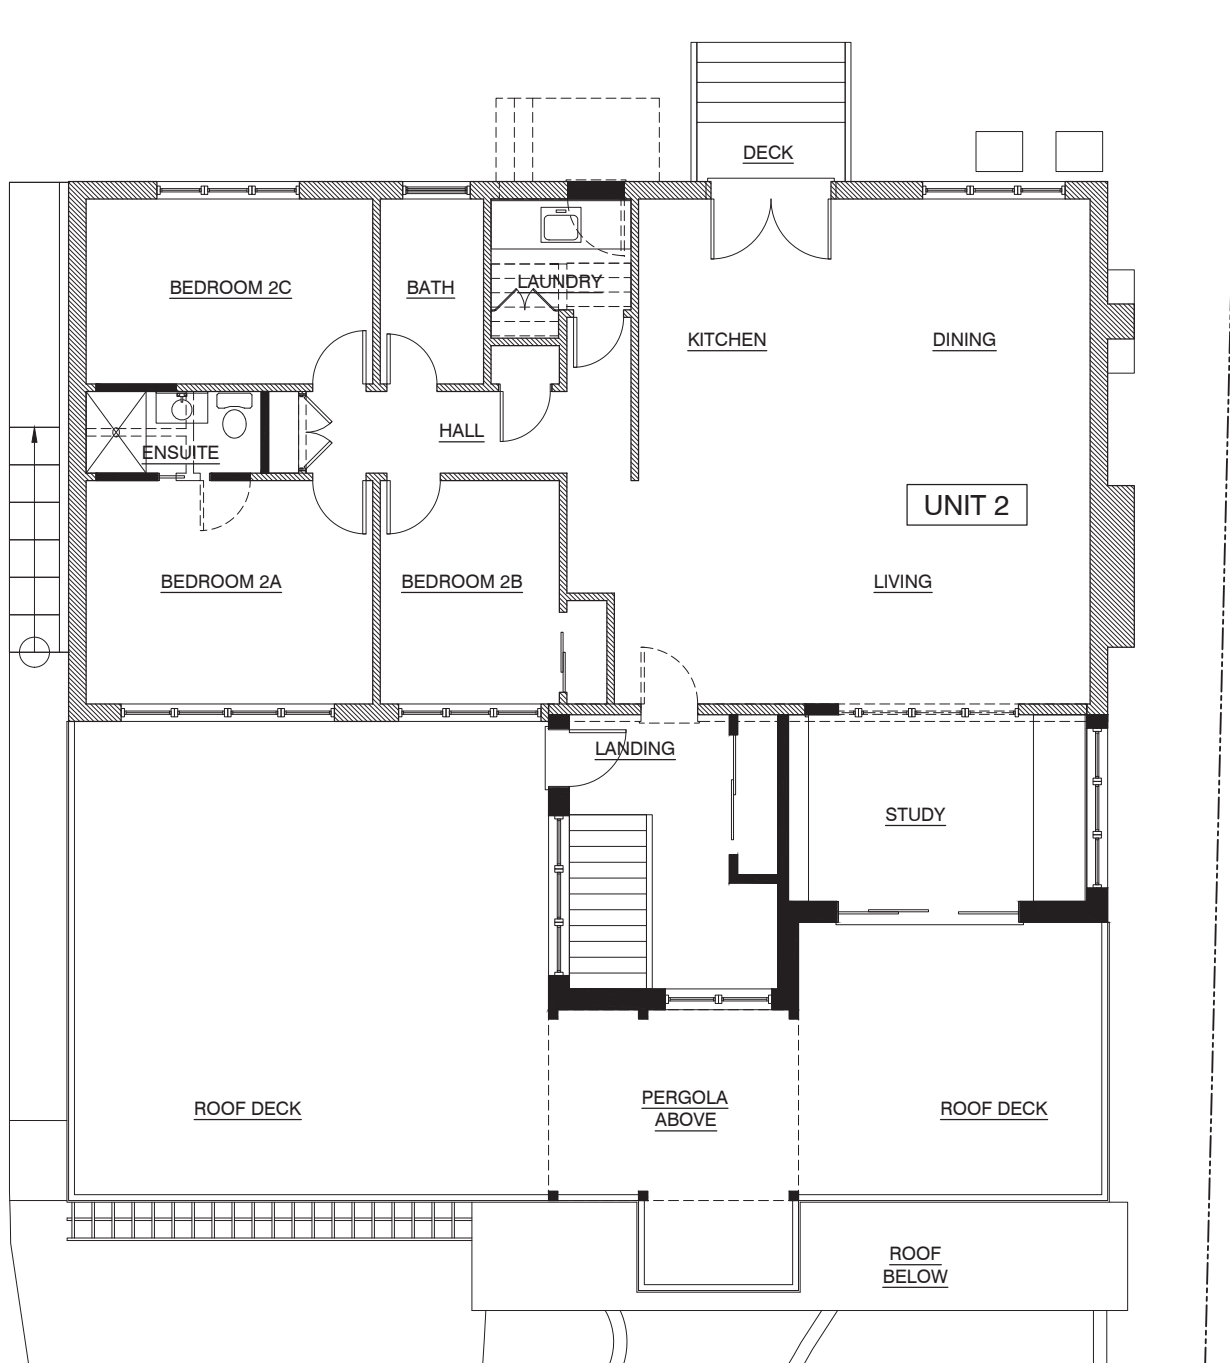 DECK
BEDROOM 2C
BATH
LAUNDRY
KITCHEN
DINING
HALL
ENSUITE
UNIT 2
BEDROOM 2A
BEDROOM 2B
LIVING
LANDING
STUDY
ROOF DECK
PERGOLA
ABOVE
ROOF DECK
ROOF
BELOW